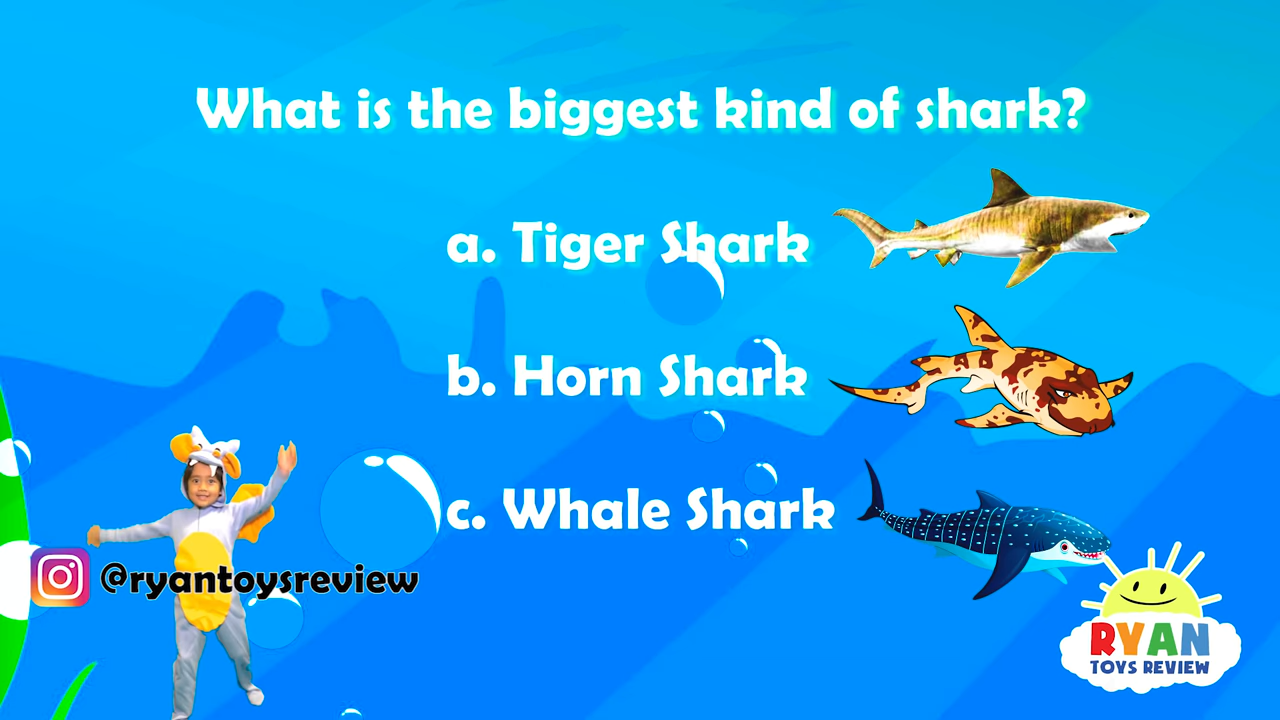 What is the biggest kind of shark?
a. Tiger Shark
b. Horn Shark
c. Whale Shark
@ryantoysreview
RYAN
TOYS REVIEW